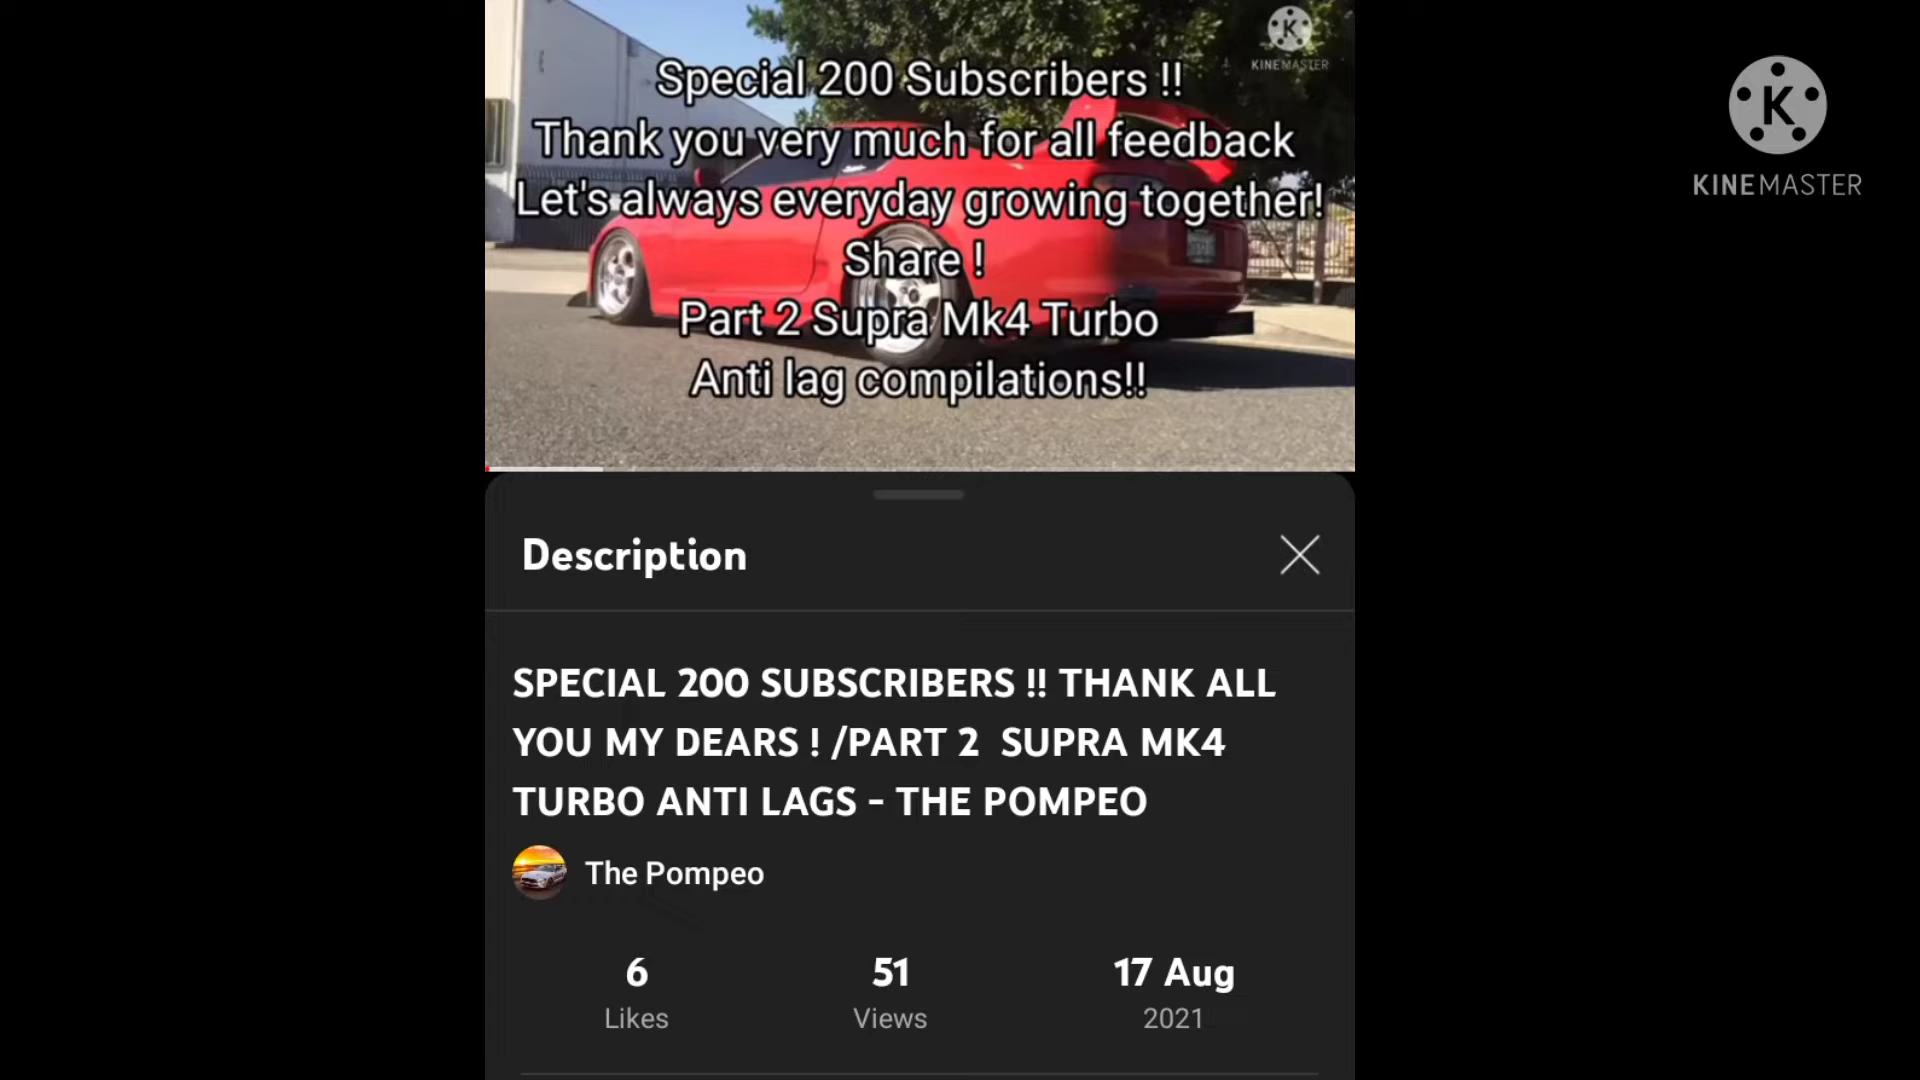 KINEMASTER
Special 200 Subscribers !!
Thank you very much for all feedback
Let's always everyday growing together!
Share !
Part 2 Supra Mk4 Turbo
Anti lag compilations!!
KINEMASTER
Description
SPECIAL 200 SUBSCRIBERS !! THANK ALL
YOU MY DEARS ! /PART 2 SUPRA MK4
TURBO ANTI LAGS - THE POMPEO
The Pompeo
6 51 17 Aug
Likes Views 2021